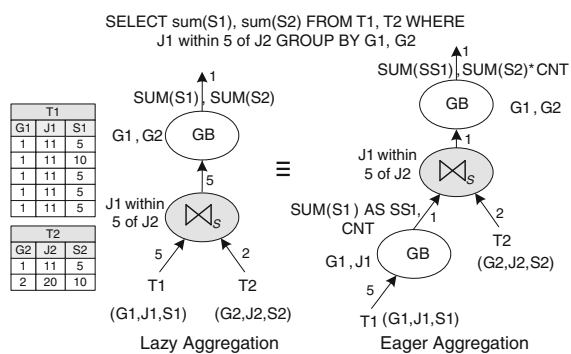 SELECT sum(S1), sum(S2) FROM T1, T2 WHERE
J1 within 5 of J2 GROUP BY G1, G2
T1
G1 J1 S1
1 11 5
1 11 10
1 11 5
1 11 5
1 11 5
T2
G2 J2 S2
1 11 5
2 20 10
1
SUM(S1) , SUM(S2)
GB
G1, G2
5
J1 within
5 of J2
⋈S
5
2
T1
T2
(G1,J1,S1)
(G2,J2,S2)
Lazy Aggregation
≡
1
SUM(SS1), SUM(S2)* CNT
GB
G1, G2
1
J1 within
5 of J2
⋈S
SUM(S1) AS SS1,
CNT
1
2
T2
(G2,J2,S2)
G1, J1
GB
5
T1 (G1,J1,S1)
Eager Aggregation